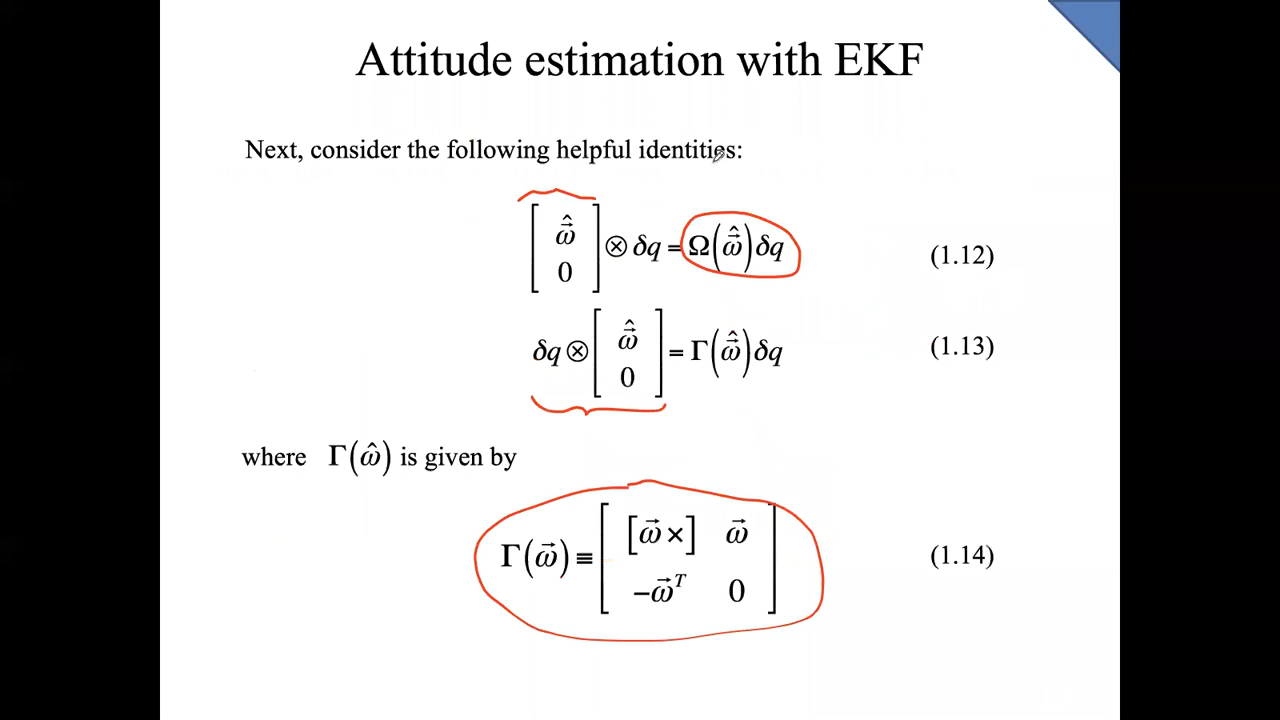 Attitude estimation with EKF
Next, consider the following helpful identities:
[ω̂⃗ 0] ⊗ δq = Ω(ω̂⃗)δq (1.12)
δq ⊗ [ω̂⃗ 0] = Γ(ω̂⃗)δq (1.13)
where Γ(ω̂) is given by
Γ(ω⃗) ≡ [[ω⃗×] ω⃗ −ω⃗ᵀ 0] (1.14)